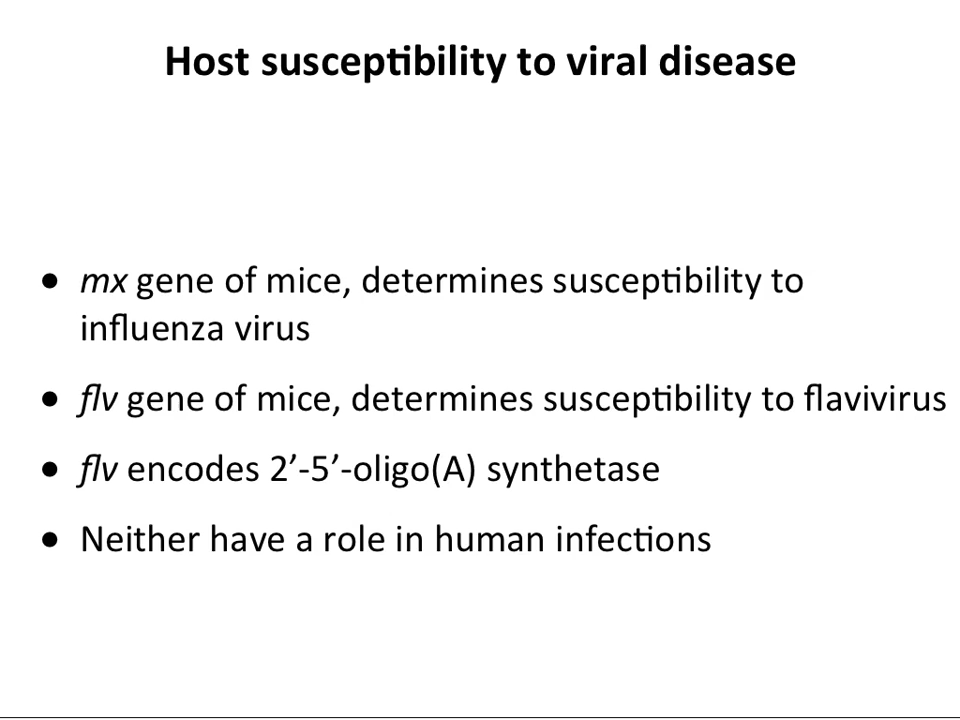 Host susceptibility to viral disease
• mx gene of mice, determines susceptibility to
influenza virus
• flv gene of mice, determines susceptibility to flavivirus
• flv encodes 2’-5’-oligo(A) synthetase
• Neither have a role in human infections